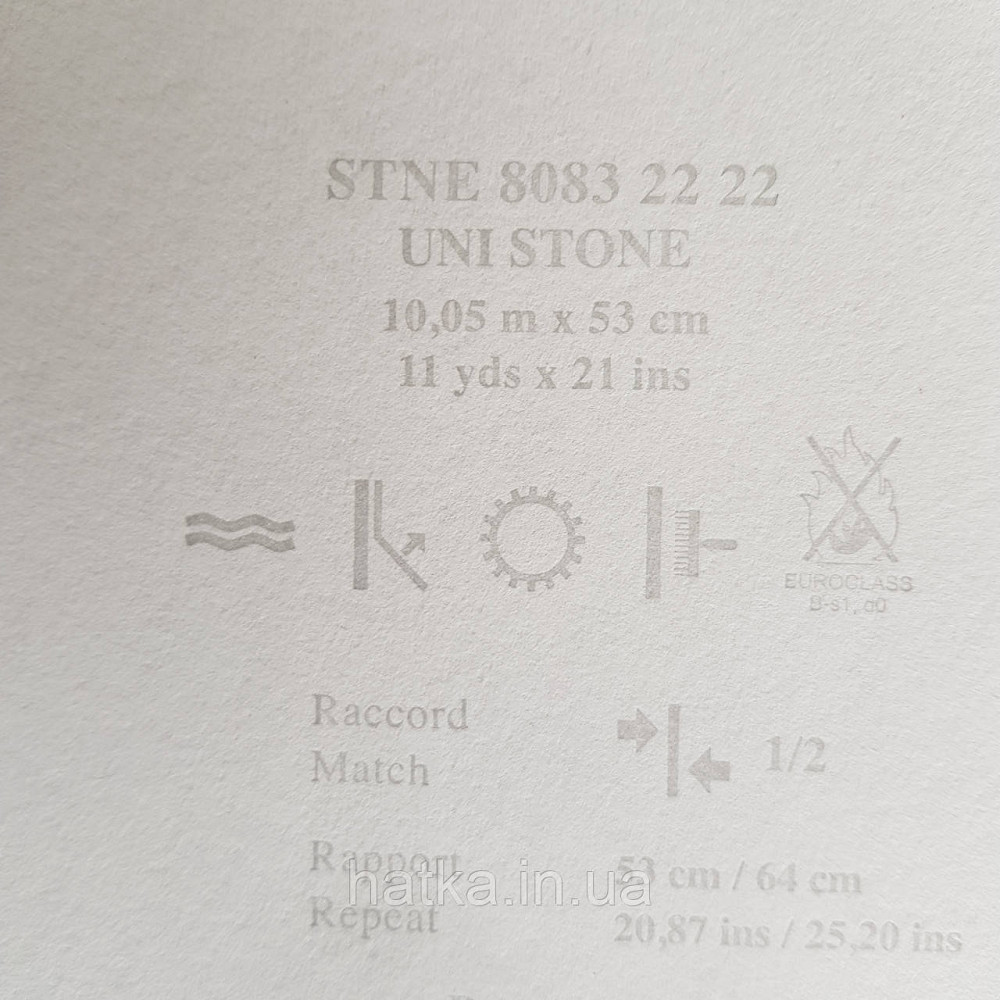 STNE 8083 22 22
UNI STONE
10,05 m x 53 cm
11 yds x 21 ins
EUROCLASS
B-s1, d0
Raccord
Match
1/2
Rapport
Repeat
53 cm / 64 cm
20,87 ins / 25,20 ins
hatka.in.ua